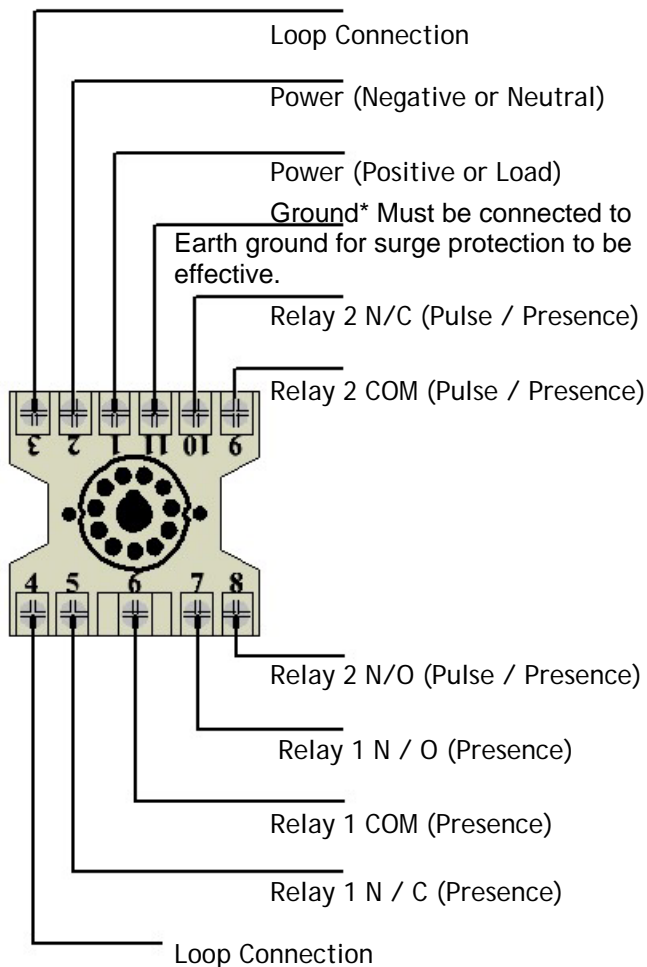 Loop Connection
Power (Negative or Neutral)
Power (Positive or Load)
Ground* Must be connected to
Earth ground for surge protection to be
effective.
Relay 2 N/C (Pulse / Presence)
Relay 2 COM (Pulse / Presence)
3 2 1 11 10 9
4 5 6 7 8
Relay 2 N/O (Pulse / Presence)
Relay 1 N / O (Presence)
Relay 1 COM (Presence)
Relay 1 N / C (Presence)
Loop Connection